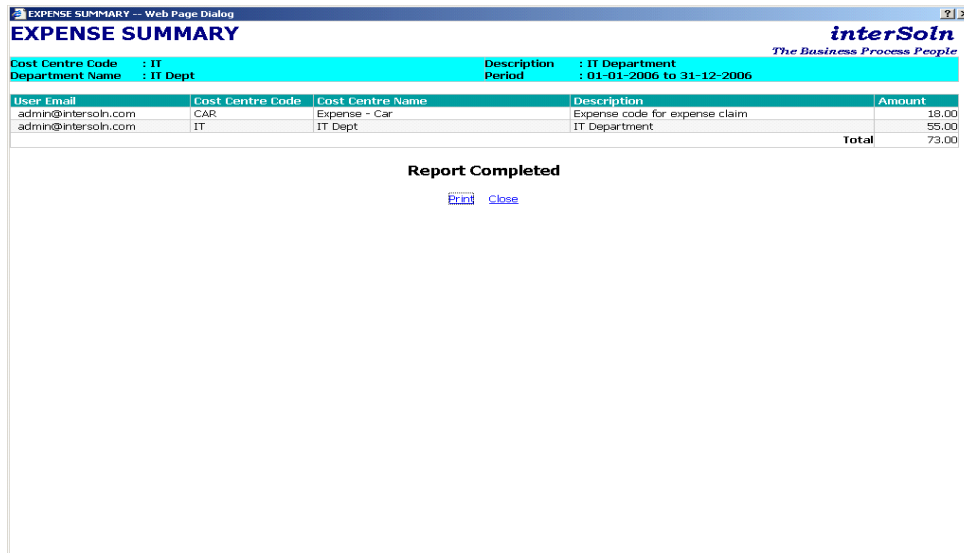 EXPENSE SUMMARY -- Web Page Dialog
EXPENSE SUMMARY
interSoln
The Business Process People
Cost Centre Code : IT Description : IT Department
Department Name : IT Dept Period : 01-01-2006 to 31-12-2006
User Email Cost Centre Code Cost Centre Name Description Amount
admin@intersoln.com CAR Expense - Car Expense code for expense claim 18.00
admin@intersoln.com IT IT Dept IT Department 55.00
Total 73.00
Report Completed
Print Close